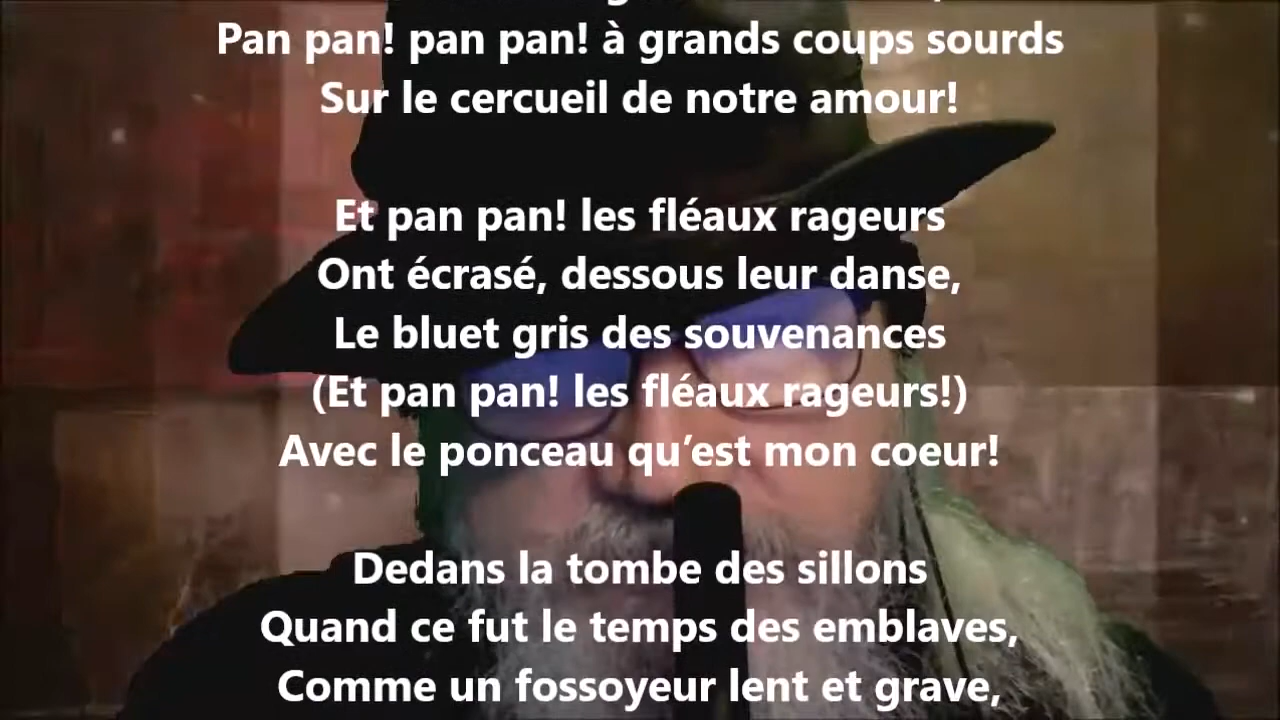 Pan pan! pan pan! à grands coups sourds
Sur le cercueil de notre amour!
Et pan pan! les fléaux rageurs
Ont écrasé, dessous leur danse,
Le bluet gris des souvenances
(Et pan pan! les fléaux rageurs!)
Avec le ponceau qu’est mon coeur!
Dedans la tombe des sillons
Quand ce fut le temps des emblaves,
Comme un fossoyeur lent et grave,